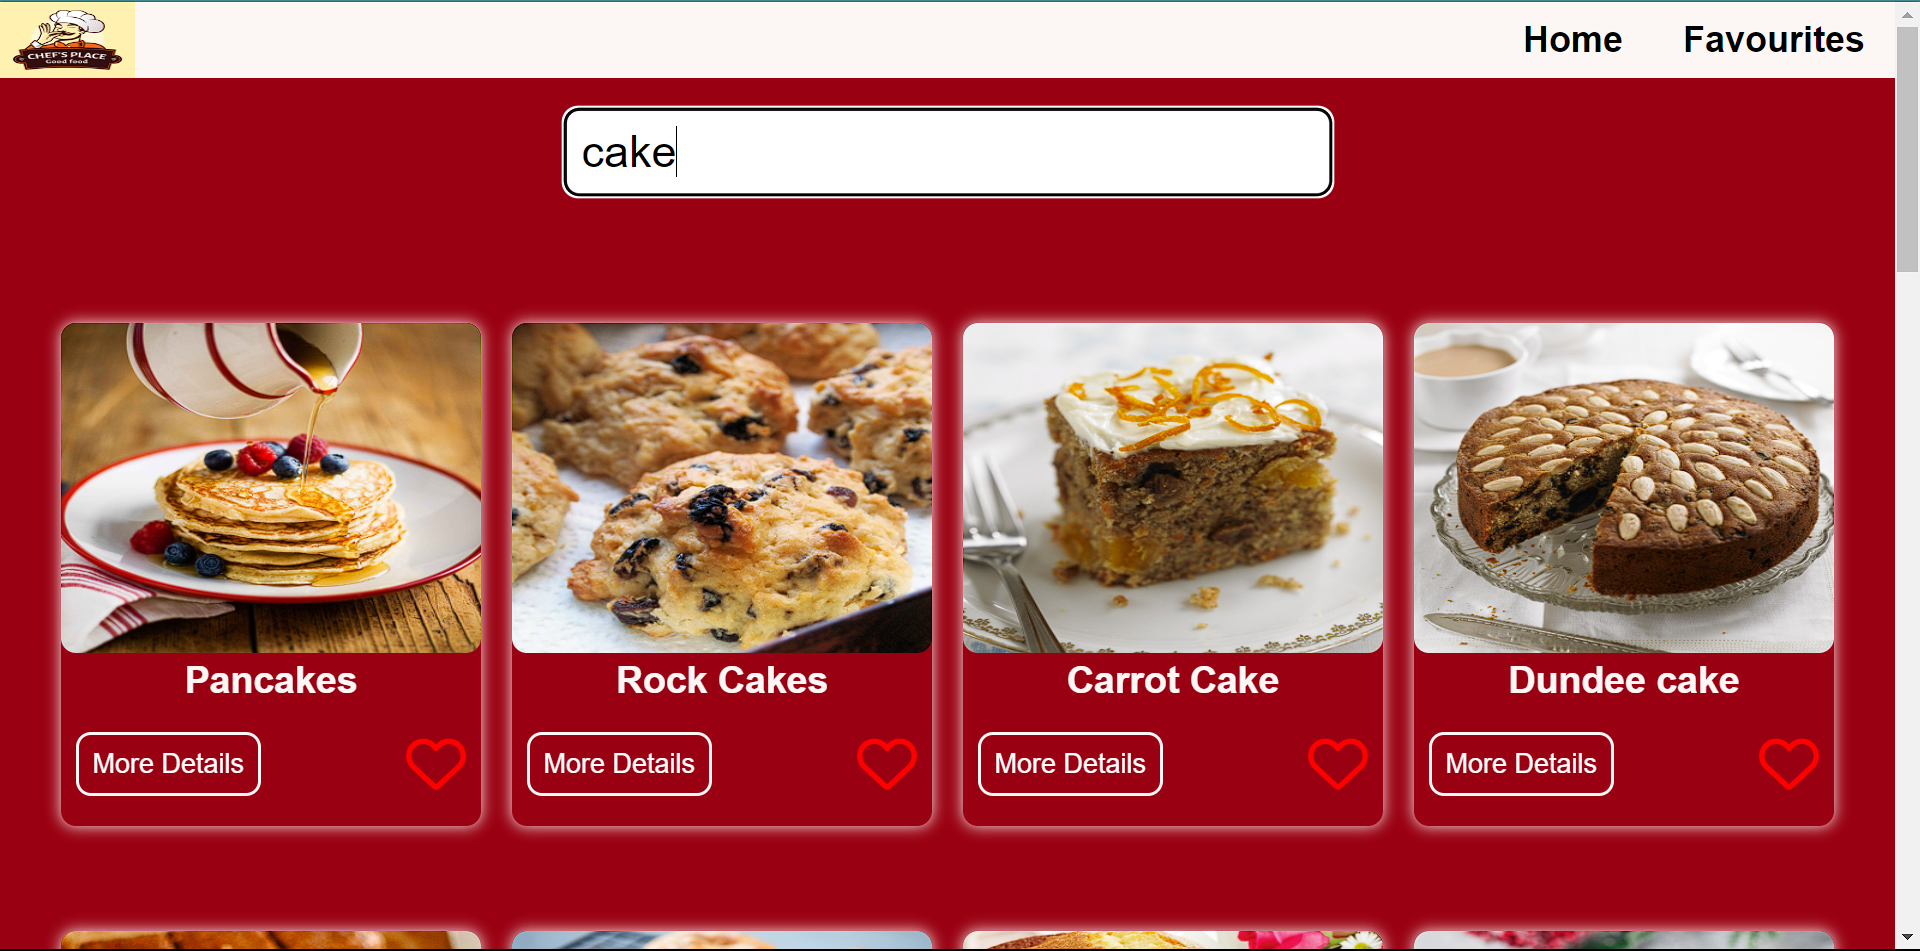 CHEF'S PLACE
Good food
Home
Favourites
cake
Pancakes
Rock Cakes
Carrot Cake
Dundee cake
More Details
More Details
More Details
More Details